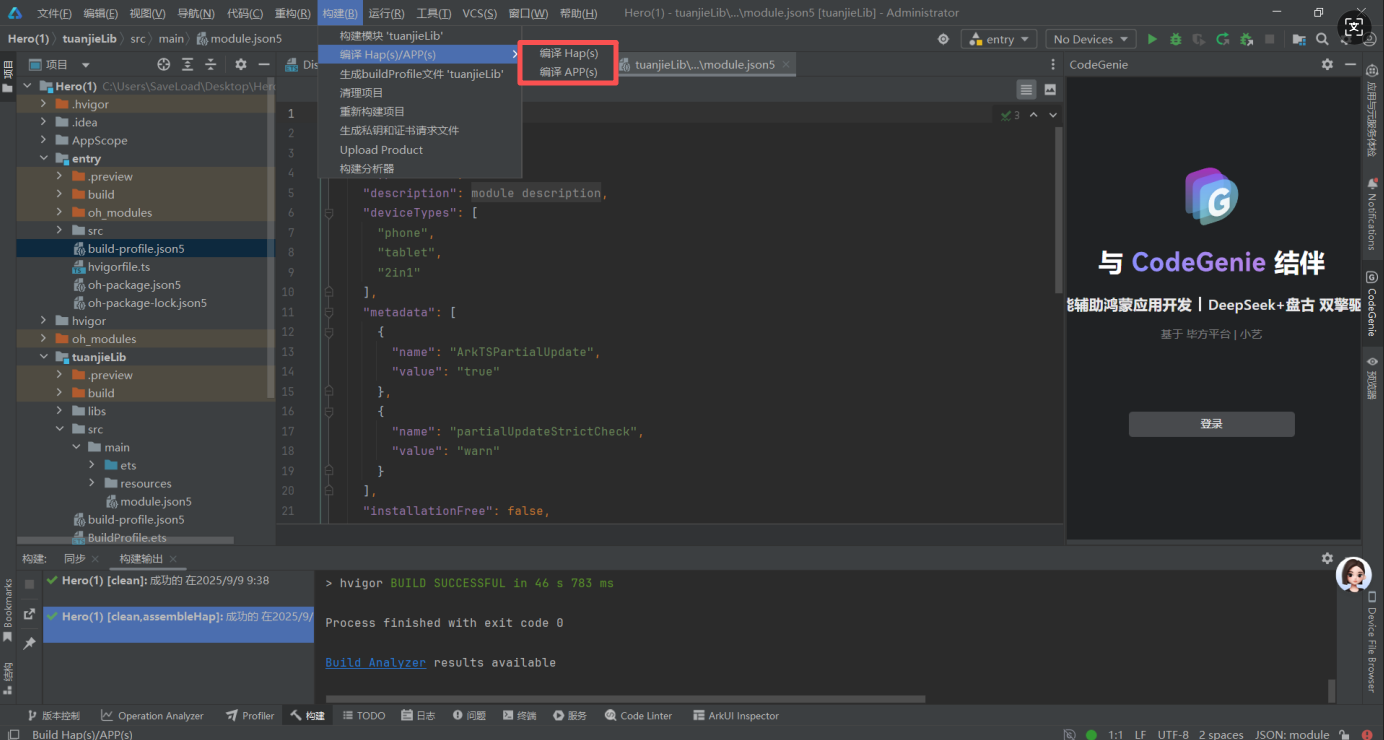 文件(F) 编辑(E) 视图(V) 导航(N) 代码(C) 重构(R) 构建(B) 运行(R) 工具(T) VCS(S) 窗口(W) 帮助(H) Hero(1) - tuanjieLib\...\module.json5 [tuanjieLib] - Administrator
Hero(1) tuanjieLib src main module.json5
entry No Devices
构建模块 'tuanjieLib'
编译 Hap(s)/APP(s)
生成buildProfile文件 'tuanjieLib'
清理项目
重新构建项目
生成私钥和证书请求文件
Upload Product
构建分析器
编译 Hap(s)
编译 APP(s)
项目
项目
Hero(1) C:\Users\SaveLoad\Desktop\Her
.hvigor
.idea
AppScope
entry
.preview
build
oh_modules
src
build-profile.json5
hvigorfile.ts
oh-package.json5
oh-package-lock.json5
hvigor
oh_modules
tuanjieLib
.preview
build
libs
src
main
ets
resources
module.json5
build-profile.json5
BuildProfile.ets
Dis
tuanjieLib\...\module.json5
3
1
2
3
4
5 "description": module description,
6 "deviceTypes": [
7 "phone",
8 "tablet",
9 "2in1"
10 ],
11 "metadata": [
12 {
13 "name": "ArkTSPartialUpdate",
14 "value": "true"
15 },
16 {
17 "name": "partialUpdateStrictCheck",
18 "value": "warn"
19 }
20 ],
21 "installationFree": false,
CodeGenie
与 CodeGenie 结伴
能辅助鸿蒙应用开发丨DeepSeek+盘古 双擎驱
基于 毕方平台 | 小艺
登录
应用与元服务体检
Notifications
CodeGenie
预览器
Device File Browser
构建: 同步 构建输出
Hero(1) [clean]: 成功的 在2025/9/9 9:38
Hero(1) [clean,assembleHap]: 成功的 在2025/9/
> hvigor BUILD SUCCESSFUL in 46 s 783 ms
Process finished with exit code 0
Build Analyzer results available
Bookmarks
结构
版本控制 Operation Analyzer Profiler 构建 TODO 日志 问题 终端 服务 Code Linter ArkUI Inspector
Build Hap(s)/APP(s) 1:1 LF UTF-8 2 spaces JSON: module